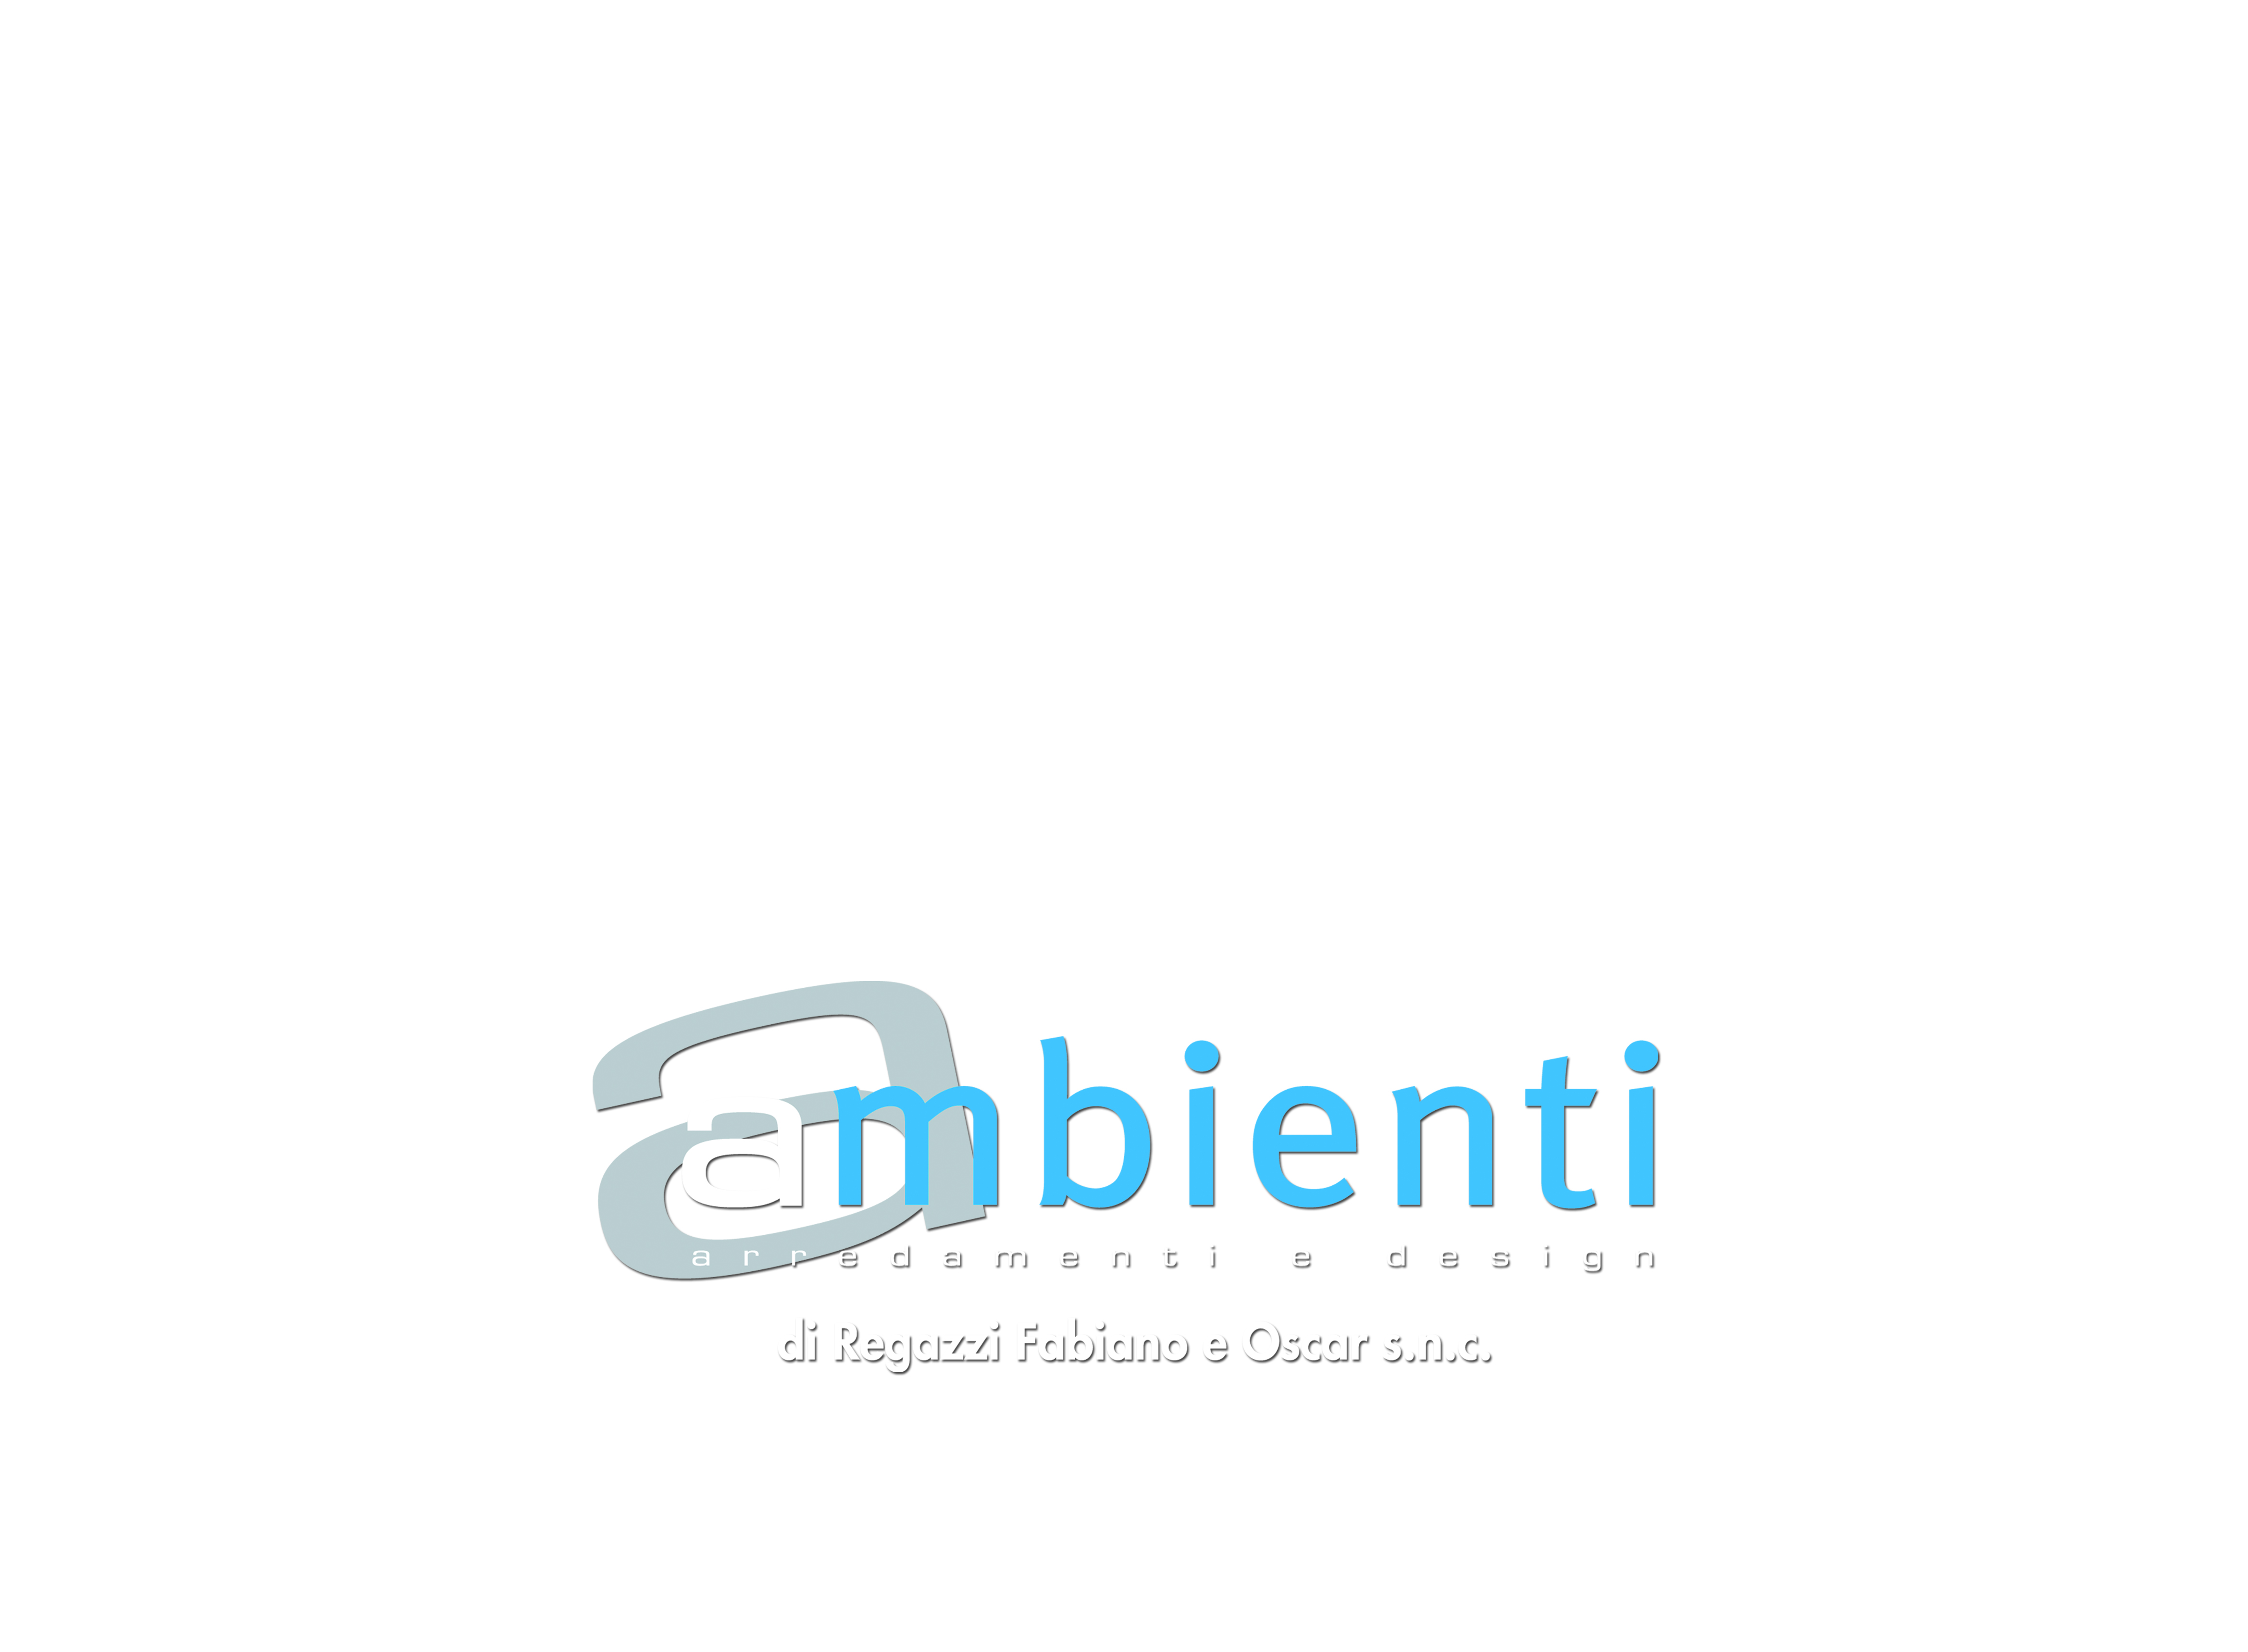 ambienti
arredamenti e design
di Regazzi Fabiano e Oscar s.n.c.